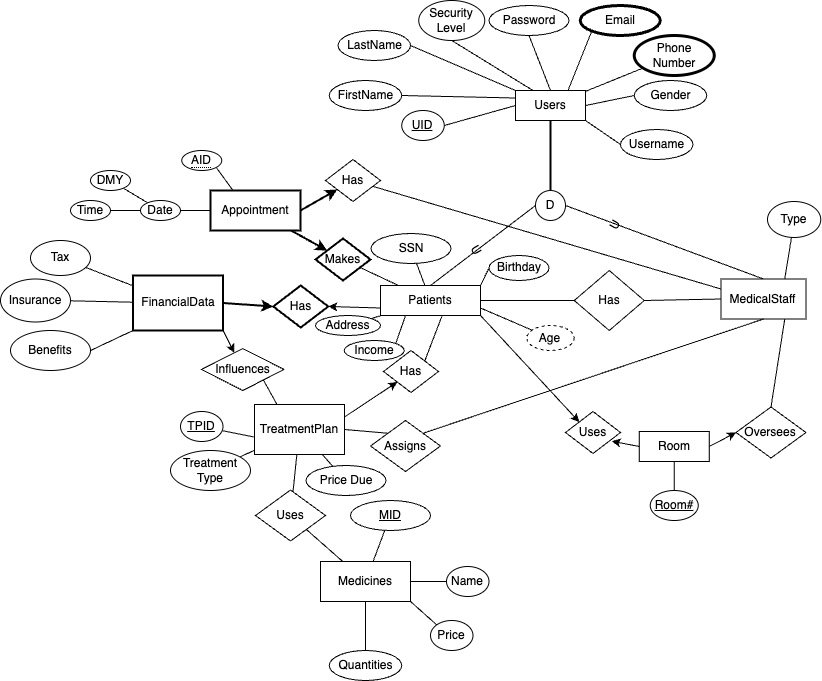 Security
Level
Password
Email
LastName
Phone
Number
FirstName
Users
Gender
UID
Username
AID
DMY
Has
Time
Date
Appointment
D
U
U
Type
SSN
Tax
Makes
Birthday
Insurance
FinancialData
Has
Patients
Has
MedicalStaff
Address
Age
Benefits
Income
Influences
Has
TPID
TreatmentPlan
Uses
Oversees
Assigns
Room
Treatment
Type
Price Due
Room#
Uses
MID
Medicines
Name
Price
Quantities